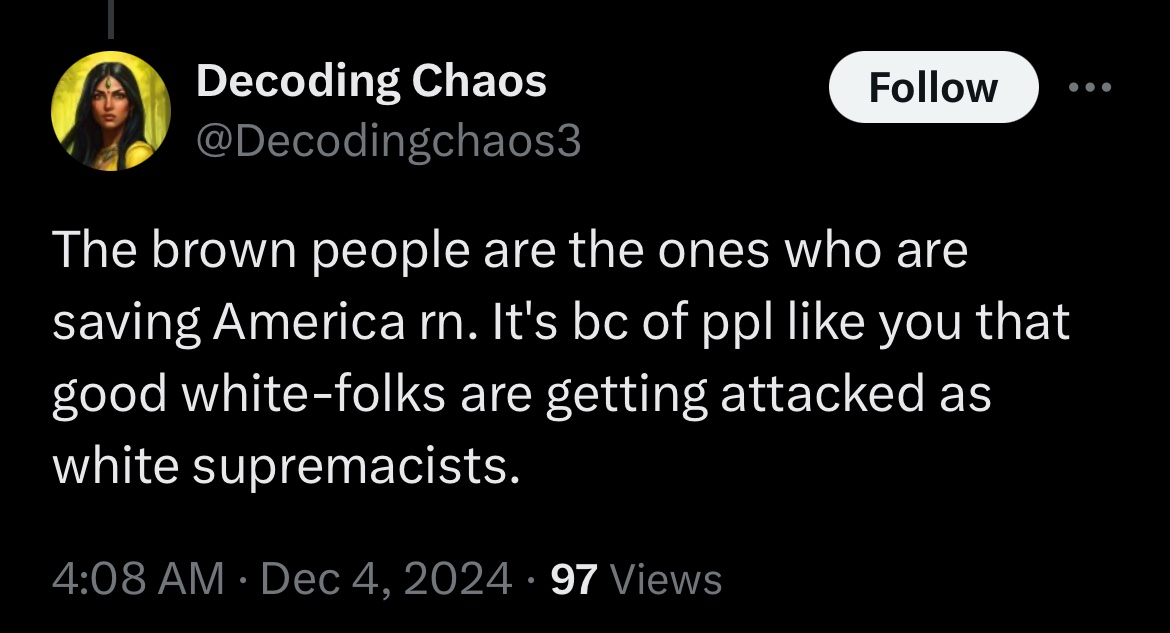 Decoding Chaos
@Decodingchaos3
Follow
The brown people are the ones who are
saving America rn. It's bc of ppl like you that
good white-folks are getting attacked as
white supremacists.
4:08 AM · Dec 4, 2024 · 97 Views